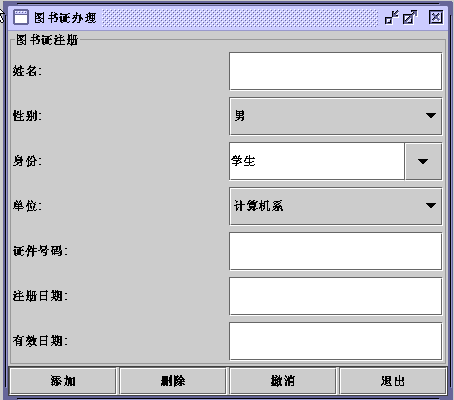 图书证办理
图书证注册
姓名:
性别: 男
身份: 学生
单位: 计算机系
证件号码:
注册日期:
有效日期:
添加 删除 撤消 退出